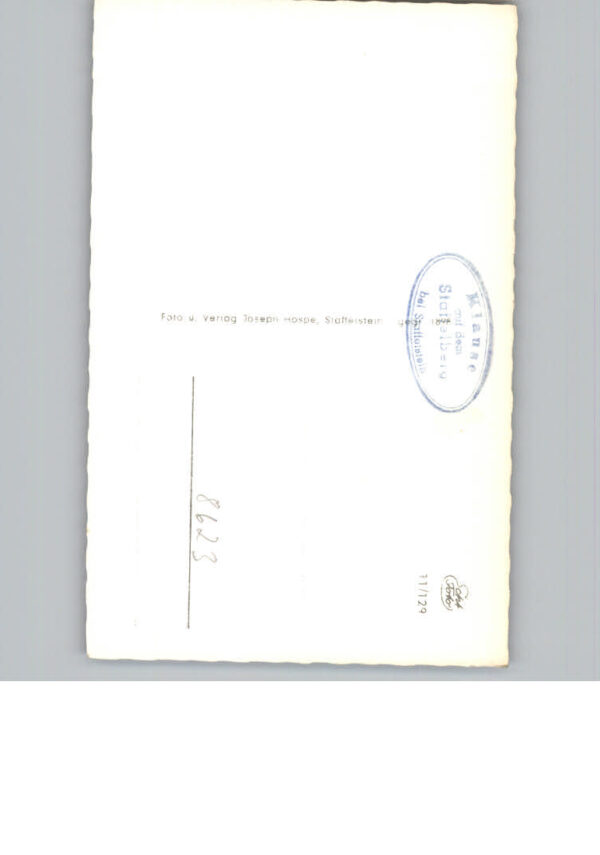 Klause
auf dem
Staffelberg
bei Staffelstein
Foto u. Verlag Joseph Hospe, Staffelstein
8623
11/129